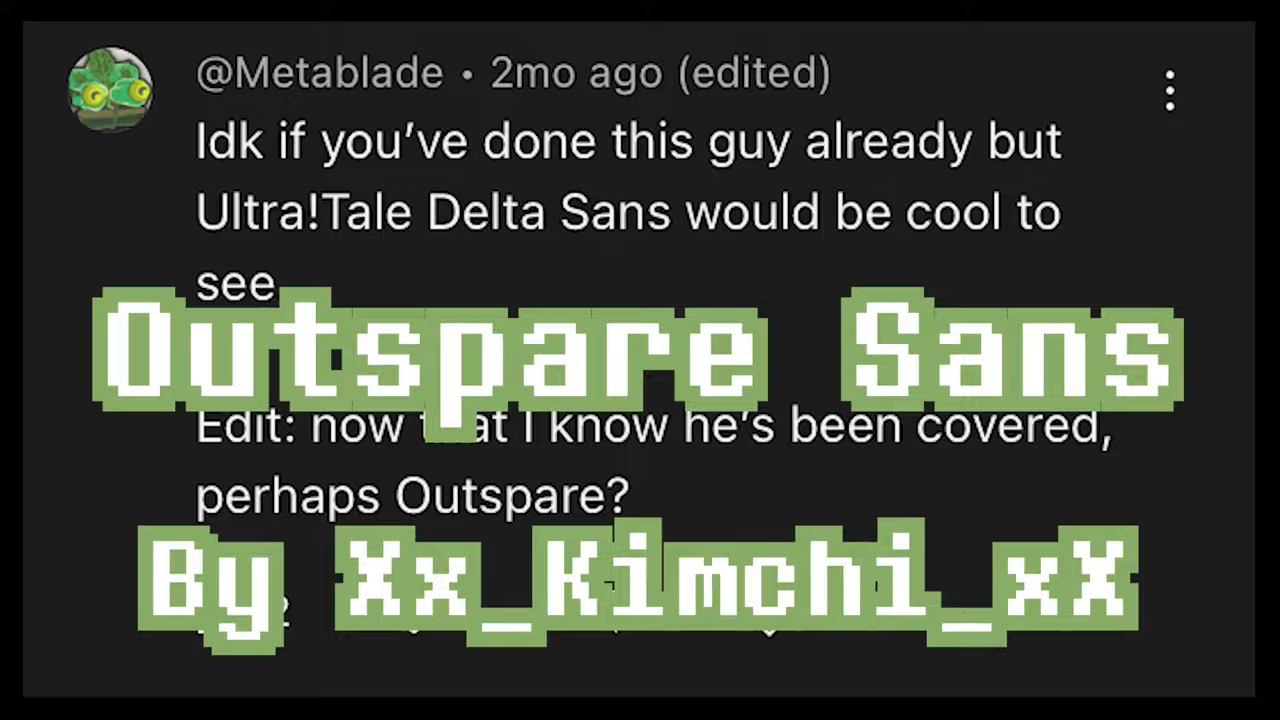 @Metablade • 2mo ago (edited)
Idk if you’ve done this guy already but
Ultra!Tale Delta Sans would be cool to
see
Outspare Sans
Edit: now that I know he’s been covered,
perhaps Outspare?
By Xx_Kimchi_xX